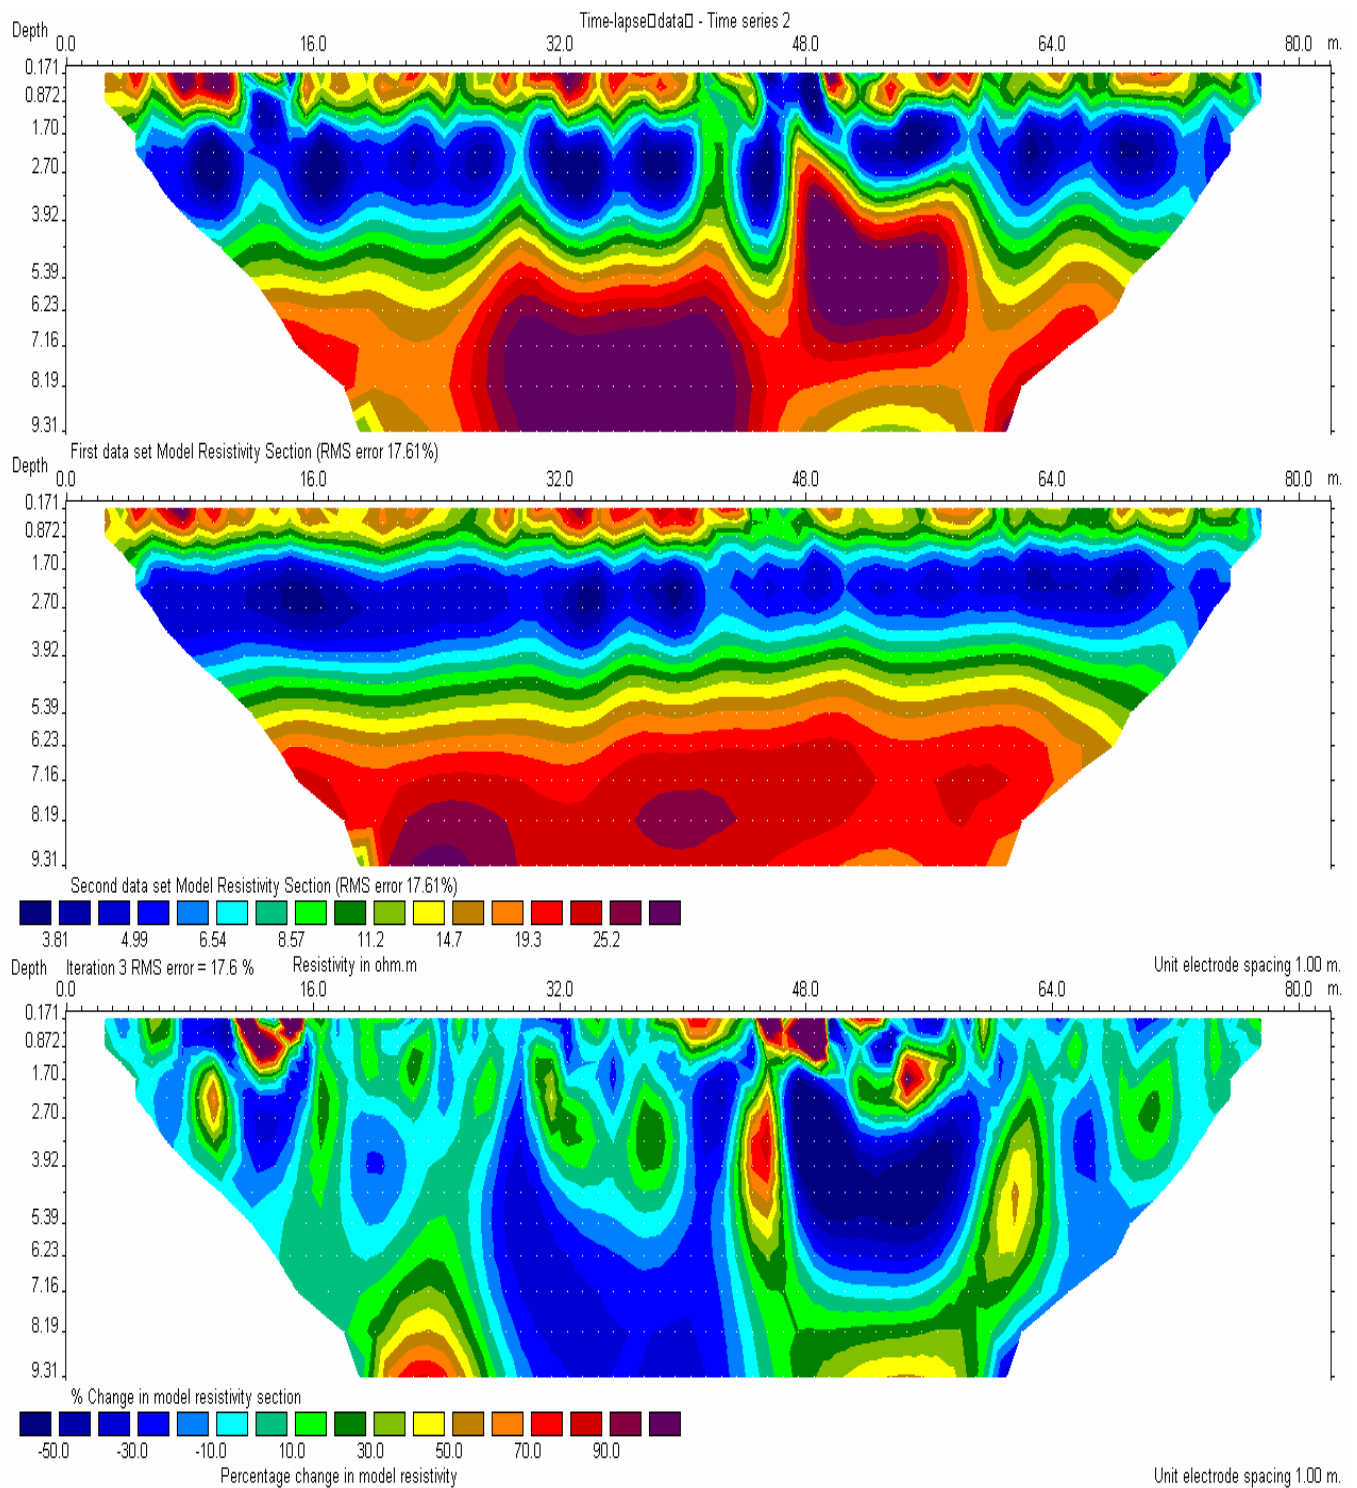 Time-lapse□data□ - Time series 2
Depth 0.0 16.0 32.0 48.0 64.0 80.0 m.
0.171
0.872
1.70
2.70
3.92
5.39
6.23
7.16
8.19
9.31
First data set Model Resistivity Section (RMS error 17.61%)
Depth 0.0 16.0 32.0 48.0 64.0 80.0 m.
0.171
0.872
1.70
2.70
3.92
5.39
6.23
7.16
8.19
9.31
Second data set Model Resistivity Section (RMS error 17.61%)
3.81 4.99 6.54 8.57 11.2 14.7 19.3 25.2
Depth Iteration 3 RMS error = 17.6 % Resistivity in ohm.m Unit electrode spacing 1.00 m.
0.0 16.0 32.0 48.0 64.0 80.0 m.
0.171
0.872
1.70
2.70
3.92
5.39
6.23
7.16
8.19
9.31
% Change in model resistivity section
-50.0 -30.0 -10.0 10.0 30.0 50.0 70.0 90.0
Percentage change in model resistivity Unit electrode spacing 1.00 m.